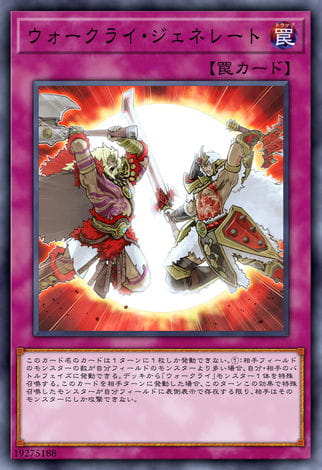 ウォークライ・ジェネレート
トラップ
罠
【罠カード】
このカード名のカードは１ターンに１枚しか発動できない。①：相手フィールド
のモンスターの数が自分フィールドのモンスターより多い場合、自分・相手のバ
トルフェイズに発動できる。デッキから「ウォークライ」モンスター１体を特殊
召喚する。このカードを相手ターンに発動した場合、このターンこの効果で特殊
召喚したモンスターが自分フィールドに表側表示で存在する限り、相手はその
モンスターにしか攻撃できない。
19275188